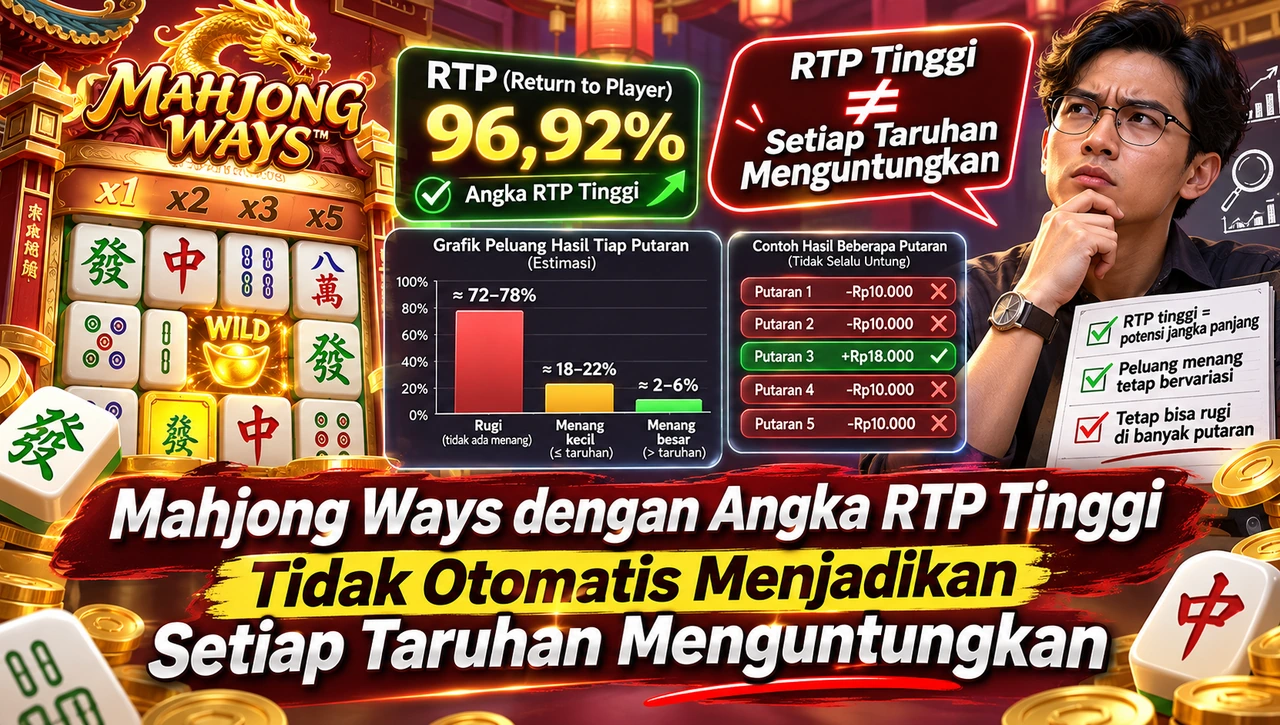 MAHJONG
WAYS™
x1 x2 x3 x5
發 中 八
萬
WILD
發
發 中
發
中
RTP (Return to Player)
96,92%
Angka RTP Tinggi
RTP Tinggi
≠
Setiap Taruhan
Menguntungkan
Grafik Peluang Hasil Tiap Putaran
(Estimasi)
100%
80%
60%
40%
20%
0%
≈ 72–78%
≈ 18–22%
≈ 2–6%
Rugi
(tidak ada menang)
Menang
kecil
(≤ taruhan)
Menang
besar
(> taruhan)
Contoh Hasil Beberapa Putaran
(Tidak Selalu Untung)
Putaran 1 -Rp10.000
Putaran 2 -Rp10.000
Putaran 3 +Rp18.000
Putaran 4 -Rp10.000
Putaran 5 -Rp10.000
RTP tinggi =
potensi jangka panjang
Peluang menang
tetap bervariasi
Tetap bisa rugi
di banyak putaran
Mahjong Ways dengan Angka RTP Tinggi
Tidak Otomatis Menjadikan
Setiap Taruhan Menguntungkan